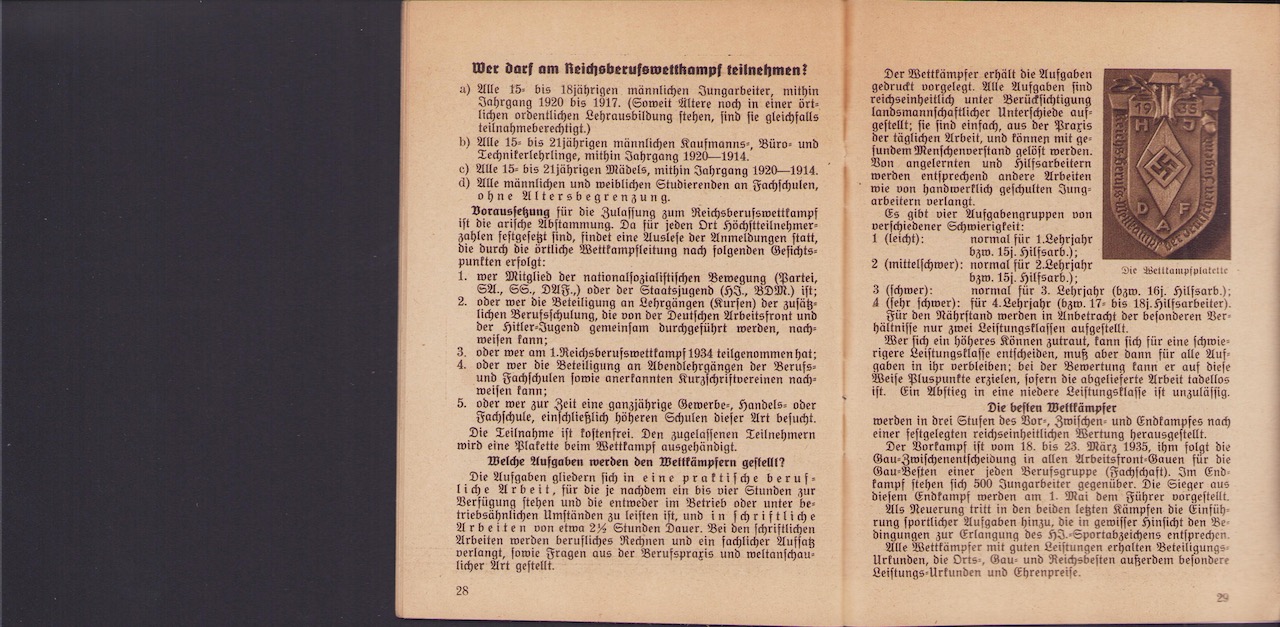 Wer darf am Reichsberufswettkampf teilnehmen?
a) Alle 15- bis 18jährigen männlichen Jungarbeiter, mithin
Jahrgang 1920 bis 1917. (Soweit Ältere noch in einer ört-
lichen ordentlichen Lehrausbildung stehen, sind sie gleichfalls
teilnahmeberechtigt.)
b) Alle 15- bis 21jährigen männlichen Kaufmanns-, Büro- und
Technikerlehrlinge, mithin Jahrgang 1920—1914.
c) Alle 15- bis 21jährigen Mädels, mithin Jahrgang 1920—1914.
d) Alle männlichen und weiblichen Studierenden an Fachschulen,
ohne Altersbegrenzung.
Voraussetzung für die Zulassung zum Reichsberufswettkampf
ist die arische Abstammung. Da für jeden Ort Höchstteilnehmer-
zahlen festgesetzt sind, findet eine Auslese der Anmeldungen statt,
die durch die örtliche Wettkampfleitung nach folgenden Gesichts-
punkten erfolgt:
1. wer Mitglied der nationalsozialistischen Bewegung (Partei,
SA., SS., DAF.,) oder der Staatsjugend (HJ., BDM.) ist;
2. oder wer die Beteiligung an Lehrgängen (Kursen) der zusätz-
lichen Berufsschulung, die von der Deutschen Arbeitsfront und
der Hitler-Jugend gemeinsam durchgeführt werden, nach-
weisen kann;
3. oder wer am 1. Reichsberufswettkampf 1934 teilgenommen hat;
4. oder wer die Beteiligung an Abendlehrgängen der Berufs-
und Fachschulen sowie anerkannten Kurzschriftvereinen nach-
weisen kann;
5. oder wer zur Zeit eine ganzjährige Gewerbe-, Handels- oder
Fachschule, einschließlich höheren Schulen dieser Art besucht.
Die Teilnahme ist kostenfrei. Den zugelassenen Teilnehmern
wird eine Plakette beim Wettkampf ausgehändigt.
Welche Aufgaben werden den Wettkämpfern gestellt?
Die Aufgaben gliedern sich in eine praktische beruf-
liche Arbeit, für die je nachdem ein bis vier Stunden zur
Verfügung stehen und die entweder im Betrieb oder unter be-
triebsähnlichen Umständen zu leisten ist, und in schriftliche
Arbeiten von etwa 2½ Stunden Dauer. Bei den schriftlichen
Arbeiten werden berufliches Rechnen und ein fachlicher Aufsatz
verlangt, sowie Fragen aus der Berufspraxis und weltanschau-
licher Art gestellt.
28
Der Wettkämpfer erhält die Aufgaben
gedruckt vorgelegt. Alle Aufgaben sind
reichseinheitlich unter Berücksichtigung
landsmannschaftlicher Unterschiede auf-
gestellt; sie sind einfach, aus der Praxis
der täglichen Arbeit, und können mit ge-
sundem Menschenverstand gelöst werden.
Von angelernten und Hilfsarbeitern
werden entsprechend andere Arbeiten
wie von handwerklich geschulten Jung-
arbeitern verlangt.
Es gibt vier Aufgabengruppen von
verschiedener Schwierigkeit:
1 (leicht): normal für 1. Lehrjahr
bzw. 15j. Hilfsarb.);
2 (mittelschwer): normal für 2. Lehrjahr
bzw. 15j. Hilfsarb.);
3 (schwer): normal für 3. Lehrjahr (bzw. 16j. Hilfsarb.);
4 (sehr schwer): für 4. Lehrjahr (bzw. 17- bis 18j. Hilfsarbeiter).
Für den Nährstand werden in Anbetracht der besonderen Ver-
hältnisse nur zwei Leistungsklassen aufgestellt.
Wer sich ein höheres Können zutraut, kann sich für eine schwie-
rigere Leistungsklasse entscheiden, muß aber dann für alle Auf-
gaben in ihr verbleiben; bei der Bewertung kann er auf diese
Weise Pluspunkte erzielen, sofern die abgelieferte Arbeit tadellos
ist. Ein Abstieg in eine niedere Leistungsklasse ist unzulässig.
Die besten Wettkämpfer
werden in drei Stufen des Vor-, Zwischen- und Endkampfes nach
einer festgelegten reichseinheitlichen Wertung herausgestellt.
Der Vorkampf ist vom 18. bis 23. März 1935, ihm folgt die
Gau-Zwischenentscheidung in allen Arbeitsfront-Gauen für die
Gau-Besten einer jeden Berufsgruppe (Fachschaft). Im End-
kampf stehen sich 500 Jungarbeiter gegenüber. Die Sieger aus
diesem Endkampf werden am 1. Mai dem Führer vorgestellt.
Als Neuerung tritt in den beiden letzten Kämpfen die Einfüh-
rung sportlicher Aufgaben hinzu, die in gewisser Hinsicht den Be-
dingungen zur Erlangung des HJ.-Sportabzeichens entsprechen.
Alle Wettkämpfer mit guten Leistungen erhalten Beteiligungs-
Urkunden, die Orts-, Gau- und Reichsbesten außerdem besondere
Leistungs-Urkunden und Ehrenpreise.
1935
H J
Reichs-Berufs-Wettkampf der deutschen Jugend
D A F
Die Wettkampfplakette
29